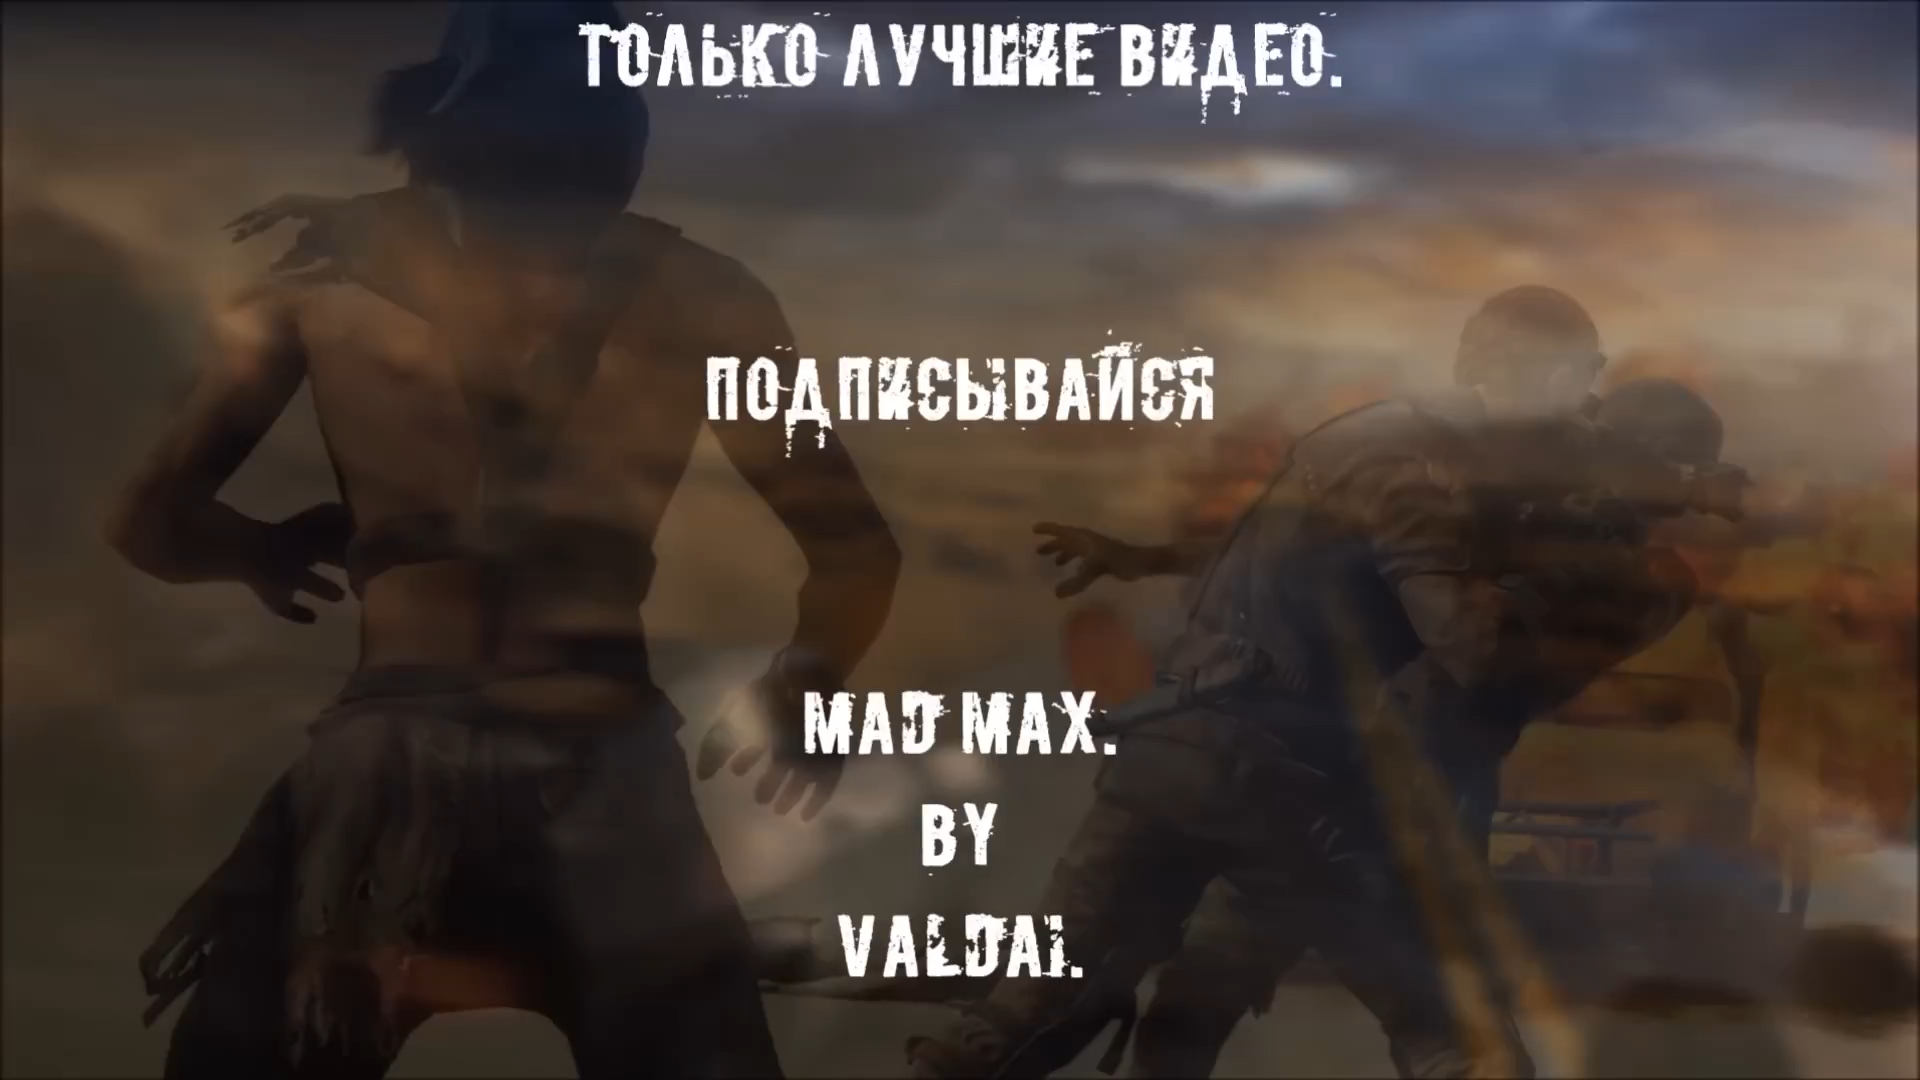 ТОЛЬКО ЛУЧШИЕ ВИДЕО.
ПОДПИСЫВАЙСЯ
MAD MAX.
BY
VALDAI.